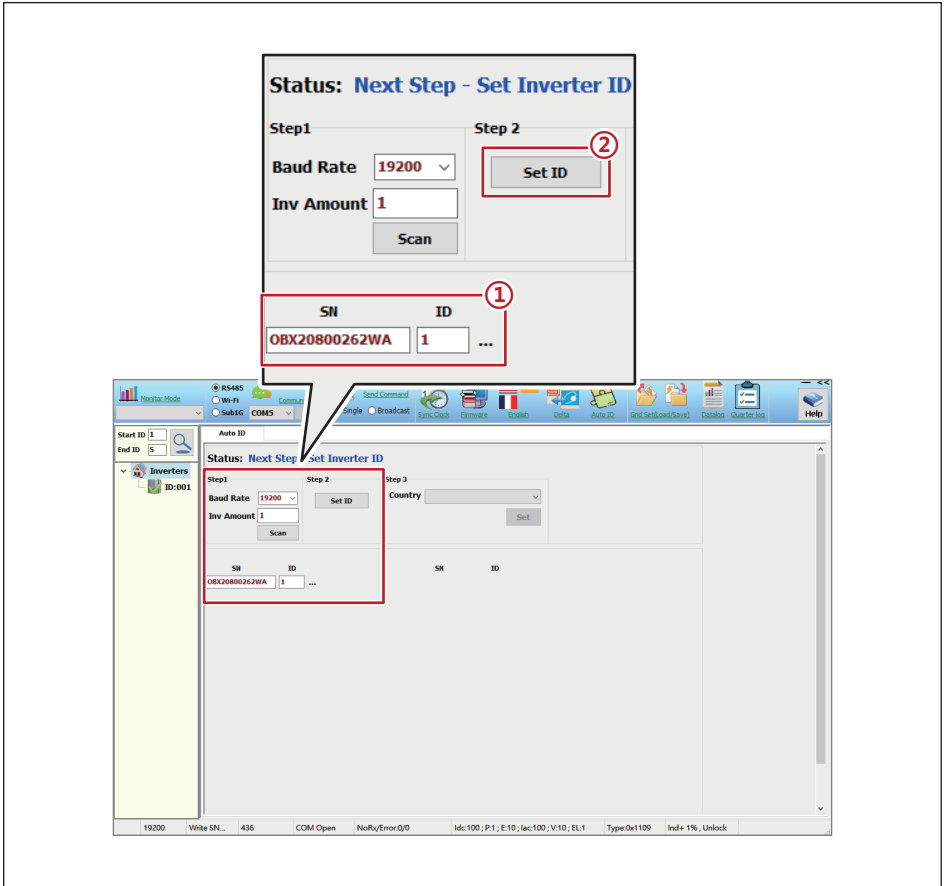 Status: Next Step - Set Inverter ID
Step1
Step 2
2
Baud Rate 19200
Set ID
Inv Amount 1
Scan
1
SN ID
OBX20800262WA 1 ...
Monitor Mode
RS485
Wi-Fi
Sub1G COM5
Send Command
Broadcast
Sync Clock
Firmware
English
Delta
Auto ID
Grid Set(Load/Save)
Datalog
Quarter log
<<
Help
Start ID 1
End ID 5
Inverters
ID:001
Auto ID
Status: Next Step Set Inverter ID
Step1 Step 2 Step 3
Baud Rate 19200 Set ID Country
Inv Amount 1 Set
Scan
SN ID SN ID
OBX20800262WA 1 ...
19200 Write SN... 436 COM Open NoRx/Error:0/0 Idc:100 ; P:1 ; E:10 ; Iac:100 ; V:10 ; EL:1 Type:0x1109 Ind+ 1% , Unlock